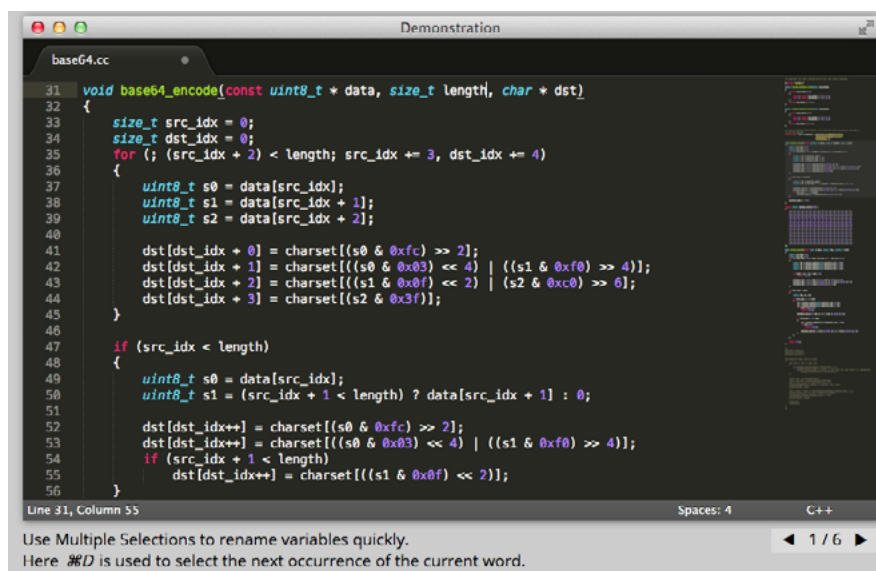 Demonstration
base64.cc
31 void base64_encode(const uint8_t * data, size_t length, char * dst)
32 {
33     size_t src_idx = 0;
34     size_t dst_idx = 0;
35     for (; (src_idx + 2) < length; src_idx += 3, dst_idx += 4)
36     {
37         uint8_t s0 = data[src_idx];
38         uint8_t s1 = data[src_idx + 1];
39         uint8_t s2 = data[src_idx + 2];
40
41         dst[dst_idx + 0] = charset[(s0 & 0xfc) >> 2];
42         dst[dst_idx + 1] = charset[((s0 & 0x03) << 4) | ((s1 & 0xf0) >> 4)];
43         dst[dst_idx + 2] = charset[((s1 & 0x0f) << 2) | (s2 & 0xc0) >> 6];
44         dst[dst_idx + 3] = charset[(s2 & 0x3f)];
45     }
46
47     if (src_idx < length)
48     {
49         uint8_t s0 = data[src_idx];
50         uint8_t s1 = (src_idx + 1 < length) ? data[src_idx + 1] : 0;
51
52         dst[dst_idx++] = charset[(s0 & 0xfc) >> 2];
53         dst[dst_idx++] = charset[((s0 & 0x03) << 4) | ((s1 & 0xf0) >> 4)];
54         if (src_idx + 1 < length)
55             dst[dst_idx++] = charset[((s1 & 0x0f) << 2)];
56     }
Line 31, Column 55 Spaces: 4 C++
Use Multiple Selections to rename variables quickly.
◀ 1 / 6 ▶
Here ⌘D is used to select the next occurrence of the current word.